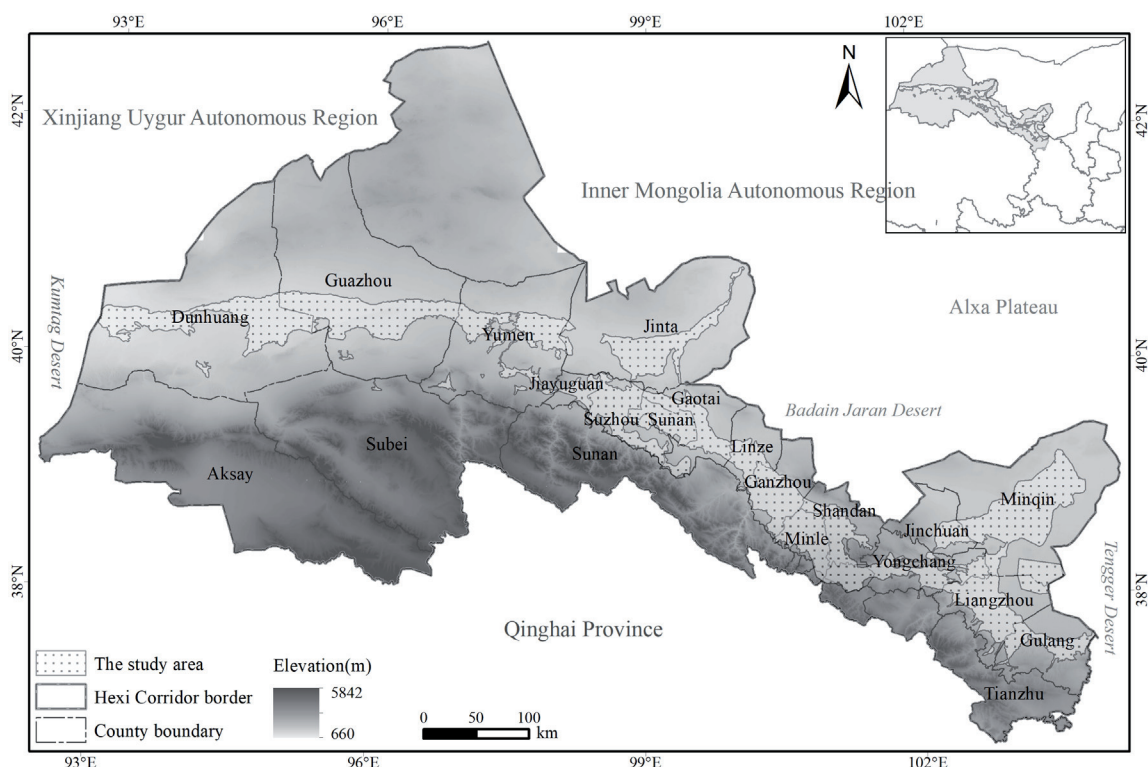 93°E
96°E
99°E
102°E
N
42°N
42°N
Xinjiang Uygur Autonomous Region
Inner Mongolia Autonomous Region
Kumtag Desert
Guazhou
Dunhuang
Yumen
Jinta
Alxa Plateau
40°N
40°N
Jiayuguan
Gaotai
Badain Jaran Desert
Suzhou
Sunan
Subei
Sunan
Linze
Aksay
Ganzhou
Minqin
Shandan
Jinchuan
Minle
Yongchang
38°N
38°N
Liangzhou
Tengger Desert
Qinghai Province
Gulang
Tianzhu
The study area
Hexi Corridor border
County boundary
Elevation(m)
5842
660
0 50 100
km
93°E
96°E
99°E
102°E